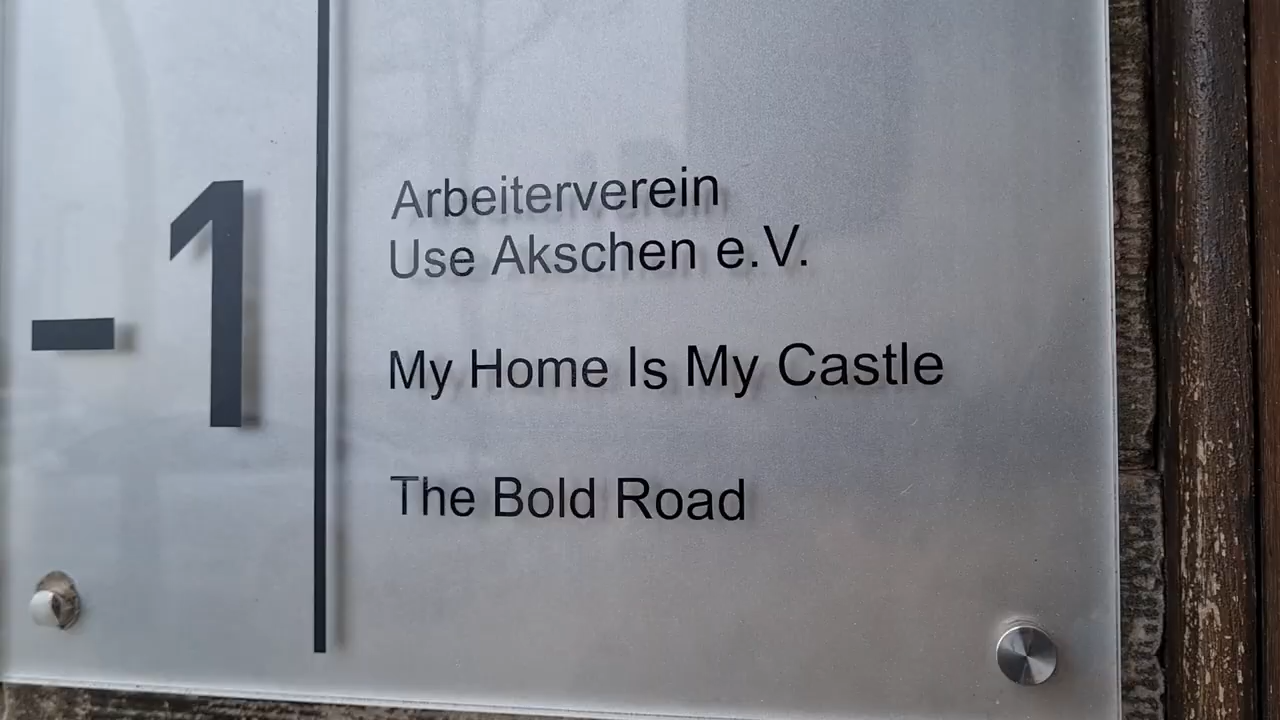 -1
Arbeiterverein
Use Akschen e.V.
My Home Is My Castle
The Bold Road